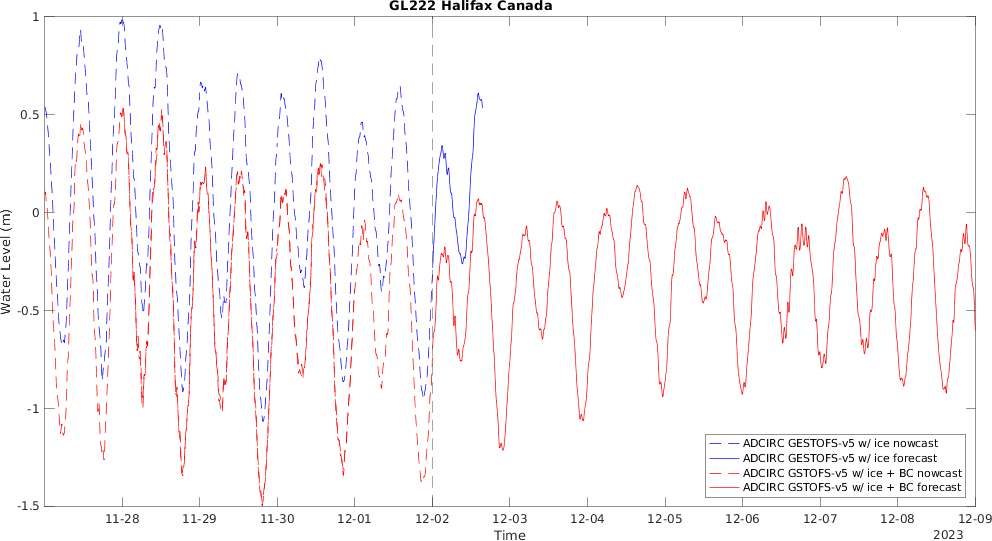 GL222 Halifax Canada
1
0.5
0
-0.5
-1
-1.5
Water Level (m)
11-28 11-29 11-30 12-01 12-02 12-03 12-04 12-05 12-06 12-07 12-08 12-09
Time
2023
ADCIRC GESTOFS-v5 w/ ice nowcast
ADCIRC GESTOFS-v5 w/ ice forecast
ADCIRC GSTOFS-v5 w/ ice + BC nowcast
ADCIRC GSTOFS-v5 w/ ice + BC forecast